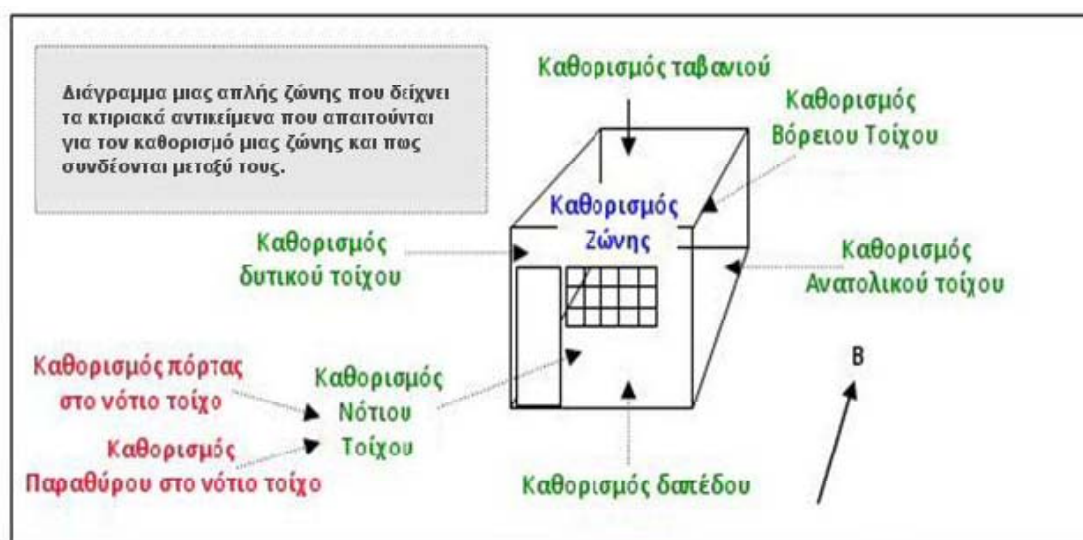 Διάγραμμα μιας απλής ζώνης που δείχνει
τα κτιριακά αντικείμενα που απαιτούνται
για τον καθορισμό μιας ζώνης και πως
συνδέονται μεταξύ τους.
Καθορισμός ταβανιού
Καθορισμός
Βόρειου Τοίχου
Καθορισμός
Ζώνης
Καθορισμός
δυτικού τοίχου
Καθορισμός
Ανατολικού τοίχου
Καθορισμός πόρτας
στο νότιο τοίχο
Καθορισμός
Νότιου
Τοίχου
Καθορισμός
Παραθύρου στο νότιο τοίχο
Καθορισμός δαπέδου
Β